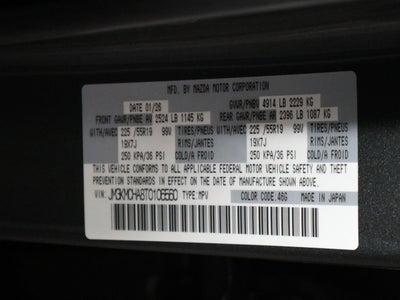 MFD. BY MAZDA MOTOR CORPORATION
DATE 01/26 GVWR/PNBV 4914 LB 2229 KG
FRONT GAWR/PNBE AV 2524 LB 1145 KG REAR GAWR/PNBE AR 2396 LB 1087 KG
WITH/AVEC 225 /55R19 99V TIRES/PNEUS WITH/AVEC 225 /55R19 99V TIRES/PNEUS
19X7J RIMS/JANTE 19X7J RIMS/JANTE
250 KPA/36 PSI COLD/A FROID 250 KPA/36 PSI COLD/A FROID
THIS VEHICLE CONFORMS TO ALL APPLICABLE FEDERAL MOTOR VEHICLE SAFETY
AND THEFT PREVENTION STANDARDS IN EFFECT ON THE
DATE OF MANUFACTURE SHOWN ABOVE.
VIN: TYPE:MPV COLOR CODE:46G MADE IN JAPAN